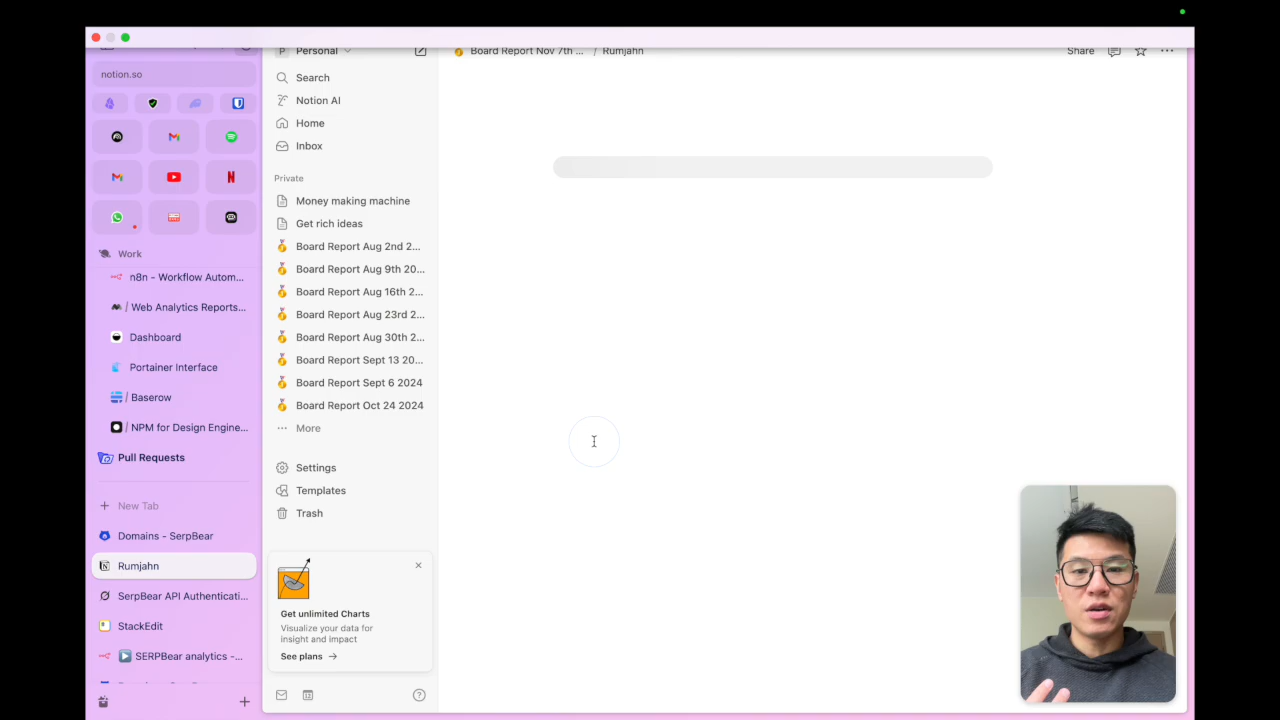 notion.so
Work
n8n - Workflow Autom...
/ Web Analytics Reports...
Dashboard
Portainer Interface
/ Baserow
/ NPM for Design Engine...
Pull Requests
New Tab
Domains - SerpBear
Rumjahn
SerpBear API Authenticati...
StackEdit
SERPBear analytics -...
P Personal
Search
Notion AI
Home
Inbox
Private
Money making machine
Get rich ideas
Board Report Aug 2nd 2...
Board Report Aug 9th 20...
Board Report Aug 16th 2...
Board Report Aug 23rd 2...
Board Report Aug 30th 2...
Board Report Sept 13 20...
Board Report Sept 6 2024
Board Report Oct 24 2024
More
Settings
Templates
Trash
Get unlimited Charts
Visualize your data for
insight and impact
See plans →
Board Report Nov 7th ... / Rumjahn
Share